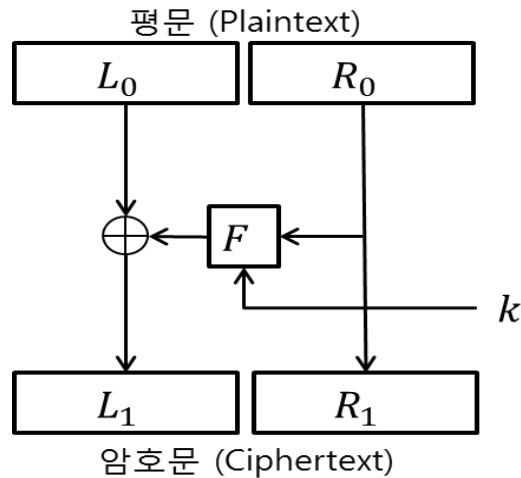 평문 (Plaintext)
L₀ R₀
F
k
L₁ R₁
암호문 (Ciphertext)